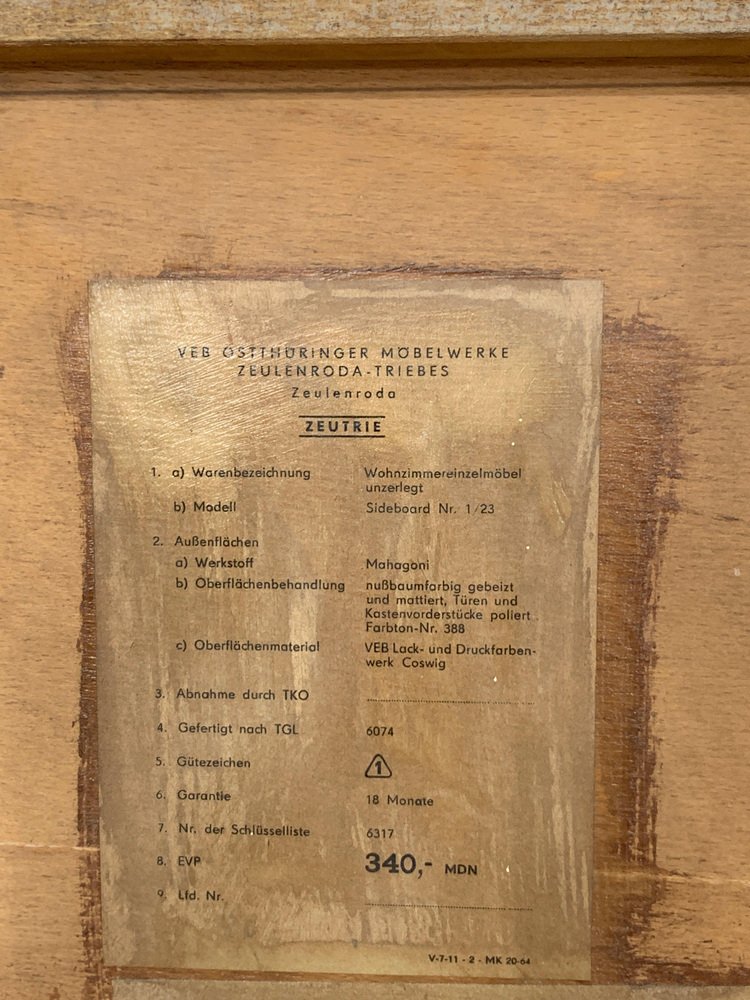 VEB OSTTHÜRINGER MÖBELWERKE
ZEULENRODA-TRIEBES
Zeulenroda
ZEUTRIE
1. a) Warenbezeichnung Wohnzimmereinzelmöbel
unzerlegt
b) Modell Sideboard Nr. 1/23
2. Außenflächen
a) Werkstoff Mahagoni
b) Oberflächenbehandlung nußbaumfarbig gebeizt
und mattiert, Türen und
Kastenvorderstücke poliert
Farbton-Nr. 388
c) Oberflächenmaterial VEB Lack- und Druckfarben-
werk Coswig
3. Abnahme durch TKO
4. Gefertigt nach TGL 6074
5. Gütezeichen 1
6. Garantie 18 Monate
7. Nr. der Schlüsselliste 6317
8. EVP 340,- MDN
9. Lfd. Nr.
V-7-11 - 2 - MK 20-64